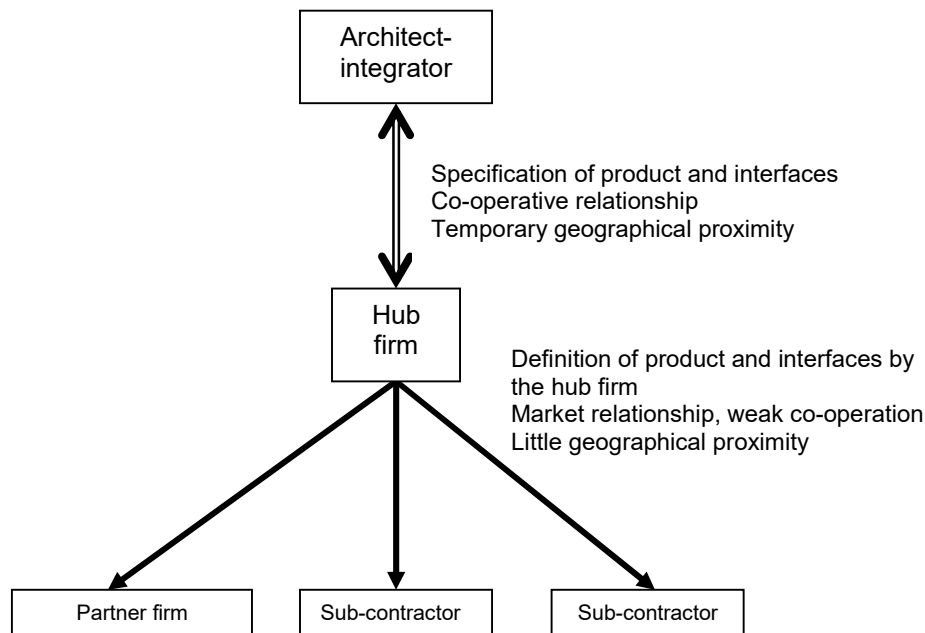 Architect-
integrator
Specification of product and interfaces
Co-operative relationship
Temporary geographical proximity
Hub
firm
Definition of product and interfaces by
the hub firm
Market relationship, weak co-operation
Little geographical proximity
Partner firm
Sub-contractor
Sub-contractor